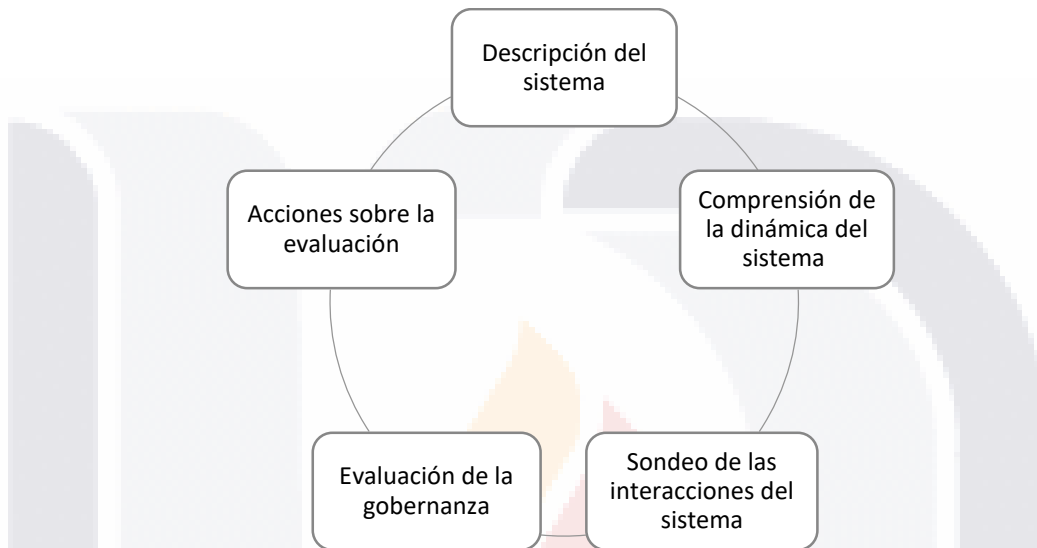 Descripción del
sistema
Comprensión de
la dinámica del
sistema
Sondeo de las
interacciones del
sistema
Evaluación de la
gobernanza
Acciones sobre la
evaluación